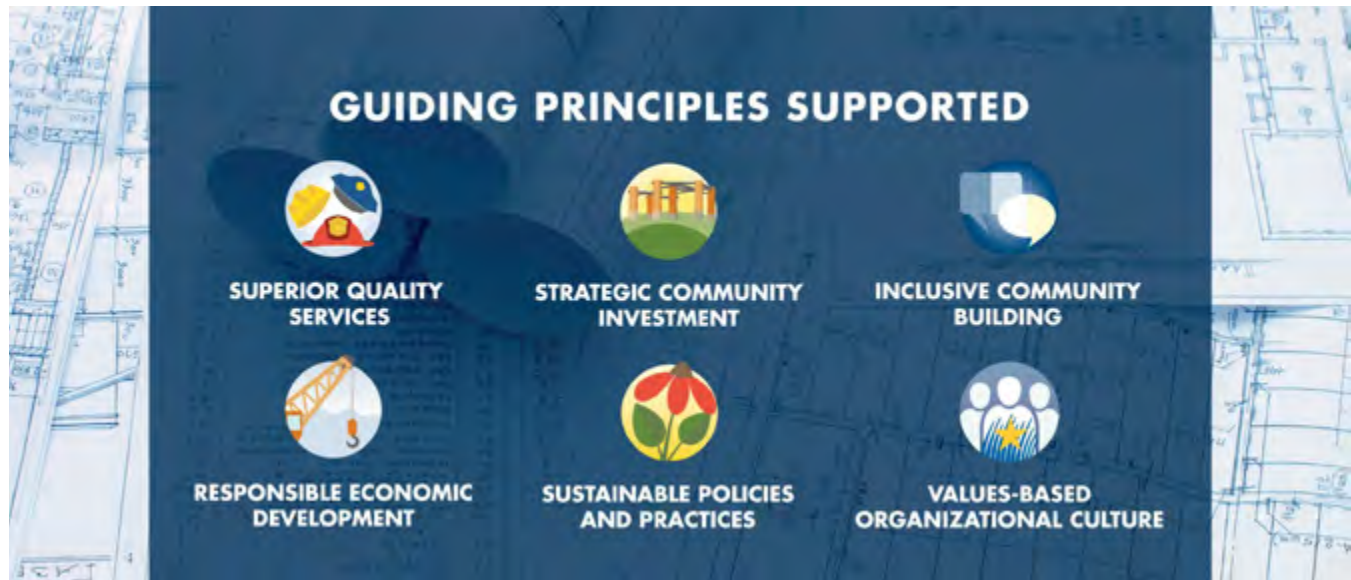 GUIDING PRINCIPLES SUPPORTED
SUPERIOR QUALITY
SERVICES
STRATEGIC COMMUNITY
INVESTMENT
INCLUSIVE COMMUNITY
BUILDING
RESPONSIBLE ECONOMIC
DEVELOPMENT
SUSTAINABLE POLICIES
AND PRACTICES
VALUES-BASED
ORGANIZATIONAL CULTURE